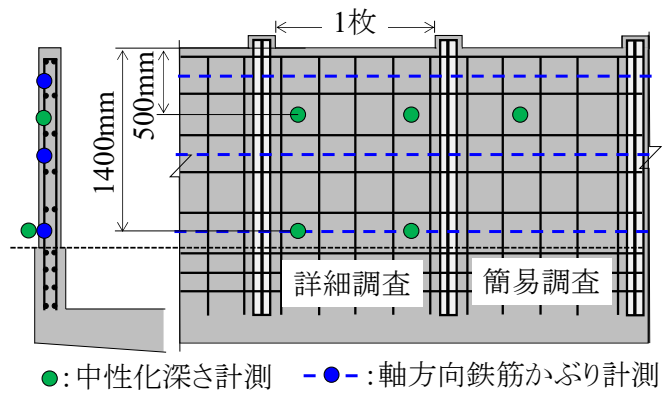 1枚
500mm
1400mm
詳細調査
簡易調査
●:中性化深さ計測
-●-:軸方向鉄筋かぶり計測